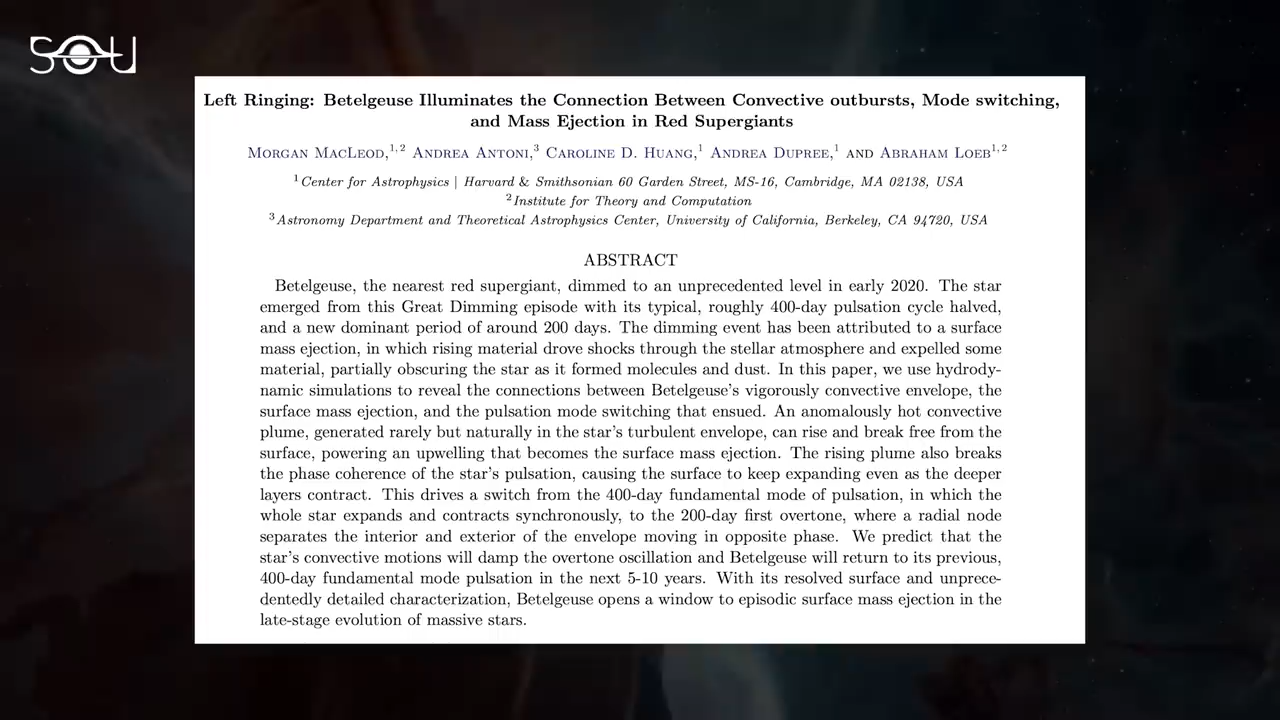 SOU
Left Ringing: Betelgeuse Illuminates the Connection Between Convective outbursts, Mode switching,
and Mass Ejection in Red Supergiants
Morgan MacLeod,1,2 Andrea Antoni,3 Caroline D. Huang,1 Andrea Dupree,1 and Abraham Loeb1,2
1Center for Astrophysics | Harvard & Smithsonian 60 Garden Street, MS-16, Cambridge, MA 02138, USA
2Institute for Theory and Computation
3Astronomy Department and Theoretical Astrophysics Center, University of California, Berkeley, CA 94720, USA
ABSTRACT
Betelgeuse, the nearest red supergiant, dimmed to an unprecedented level in early 2020. The star
emerged from this Great Dimming episode with its typical, roughly 400-day pulsation cycle halved,
and a new dominant period of around 200 days. The dimming event has been attributed to a surface
mass ejection, in which rising material drove shocks through the stellar atmosphere and expelled some
material, partially obscuring the star as it formed molecules and dust. In this paper, we use hydrody-
namic simulations to reveal the connections between Betelgeuse's vigorously convective envelope, the
surface mass ejection, and the pulsation mode switching that ensued. An anomalously hot convective
plume, generated rarely but naturally in the star's turbulent envelope, can rise and break free from the
surface, powering an upwelling that becomes the surface mass ejection. The rising plume also breaks
the phase coherence of the star's pulsation, causing the surface to keep expanding even as the deeper
layers contract. This drives a switch from the 400-day fundamental mode of pulsation, in which the
whole star expands and contracts synchronously, to the 200-day first overtone, where a radial node
separates the interior and exterior of the envelope moving in opposite phase. We predict that the
star's convective motions will damp the overtone oscillation and Betelgeuse will return to its previous,
400-day fundamental mode pulsation in the next 5-10 years. With its resolved surface and unprece-
dentedly detailed characterization, Betelgeuse opens a window to episodic surface mass ejection in the
late-stage evolution of massive stars.